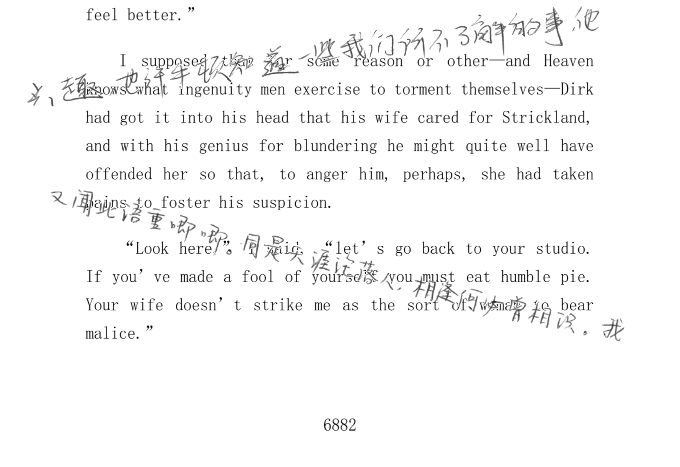 feel better.”
I supposed that for some reason or other—and Heaven
knows what ingenuity men exercise to torment themselves—Dirk
had got it into his head that his wife cared for Strickland,
and with his genius for blundering he might quite well have
offended her so that, to anger him, perhaps, she had taken
pains to foster his suspicion.
“Look here,” I said, “let’s go back to your studio.
If you’ve made a fool of yourself you must eat humble pie.
Your wife doesn’t strike me as the sort of woman to bear
malice.”
也许牛顿知道一些我们所不了解的事，他
又闻此语重唧唧。同是天涯沦落人，相逢何必曾相识。我
6882